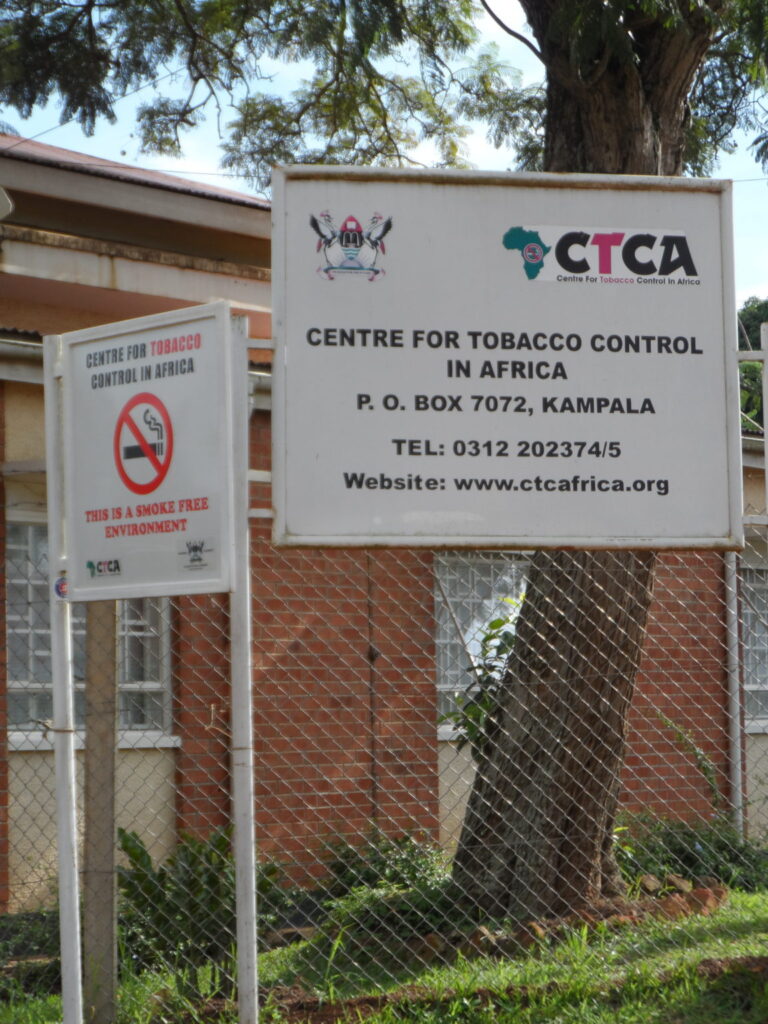 CENTRE FOR TOBACCO
CONTROL IN AFRICA
THIS IS A SMOKE FREE
ENVIRONMENT
CTCA
CTCA
Centre For Tobacco Control in Africa
CENTRE FOR TOBACCO CONTROL
IN AFRICA
P. O. BOX 7072, KAMPALA
TEL: 0312 202374/5
Website: www.ctcafrica.org